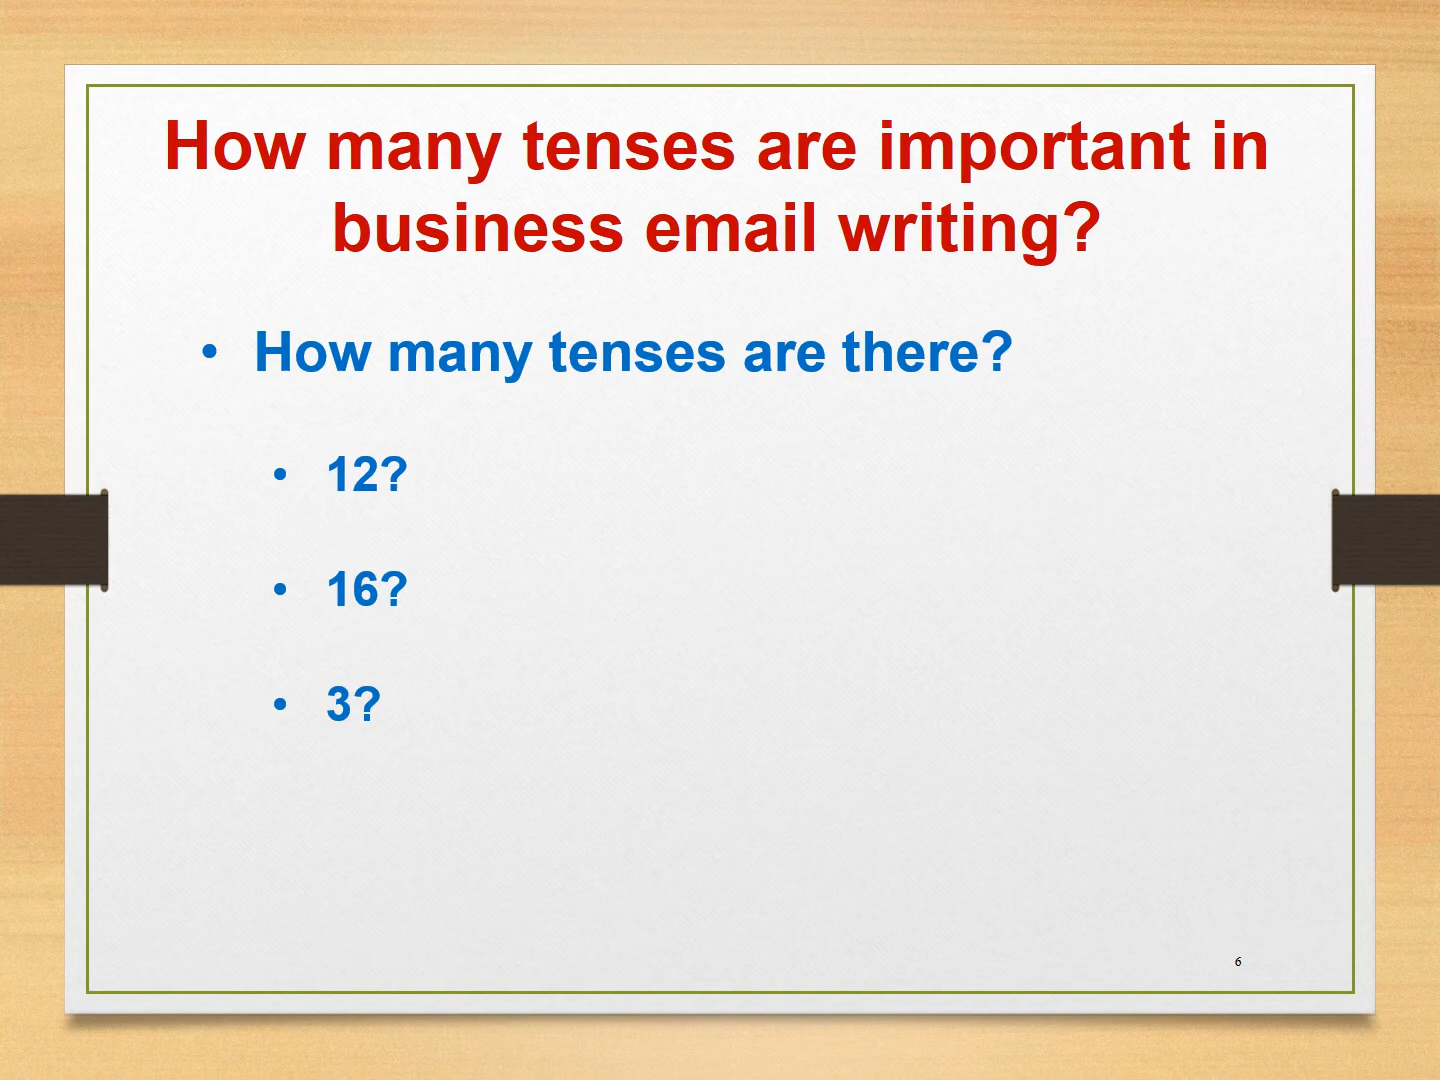 How many tenses are important in
business email writing?
• How many tenses are there?
• 12?
• 16?
• 3?
6